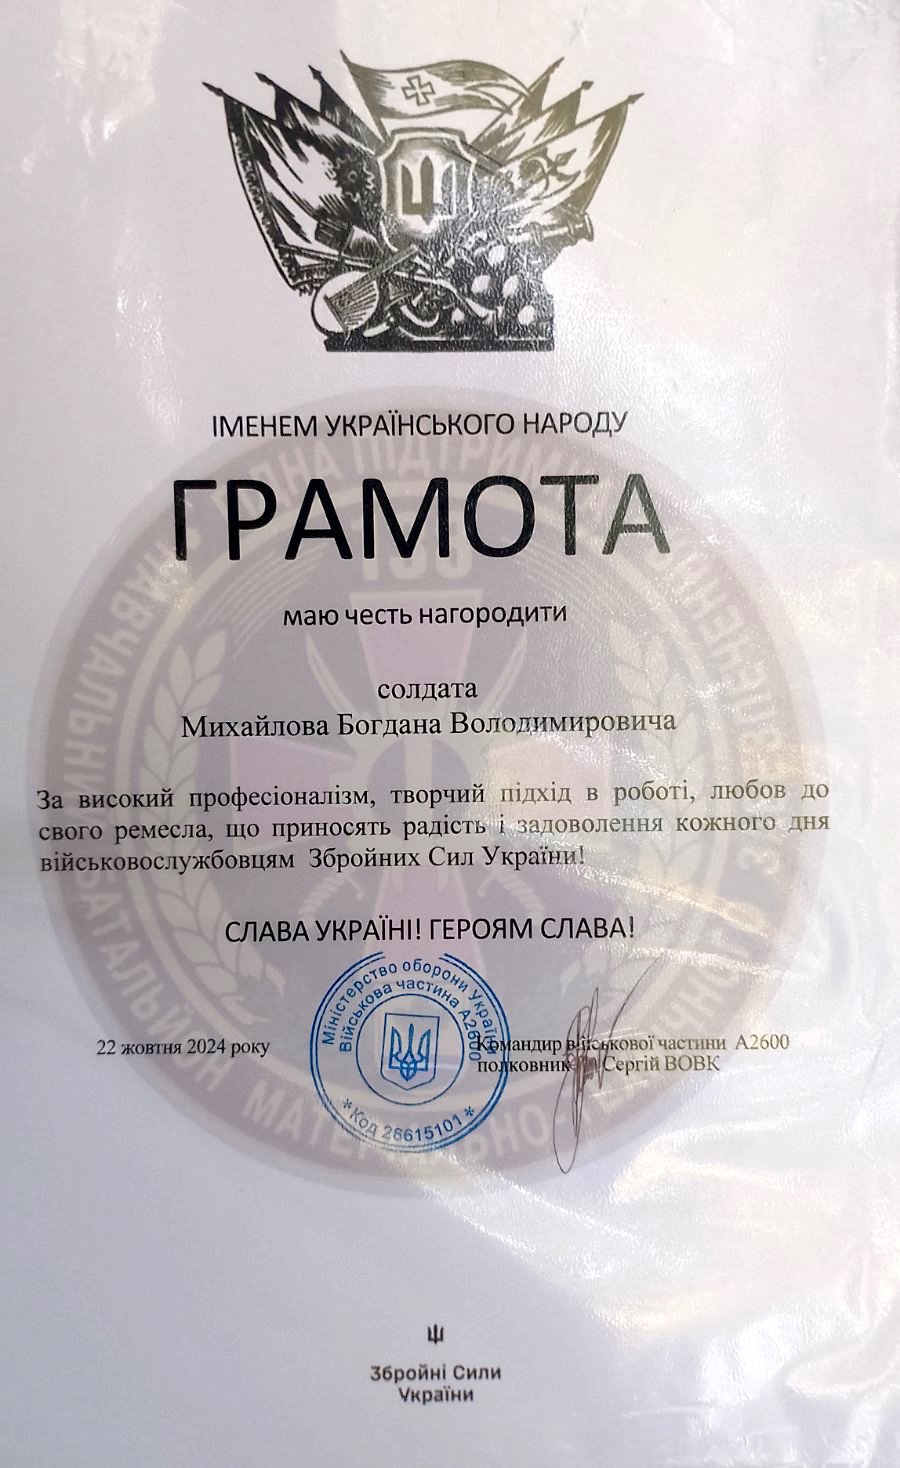 ІМЕНЕМ УКРАЇНСЬКОГО НАРОДУ
ГРАМОТА
маю честь нагородити
солдата
Михайлова Богдана Володимировича
За високий професіоналізм, творчий підхід в роботі, любов до
свого ремесла, що приносять радість і задоволення кожного дня
військовослужбовцям Збройних Сил України!
СЛАВА УКРАЇНІ! ГЕРОЯМ СЛАВА!
22 жовтня 2024 року
Міністерство оборони України
Військова частина А2600
* Код 26615101 *
Командир військової частини А2600
полковник Сергій ВОВК
Збройні Сили
України